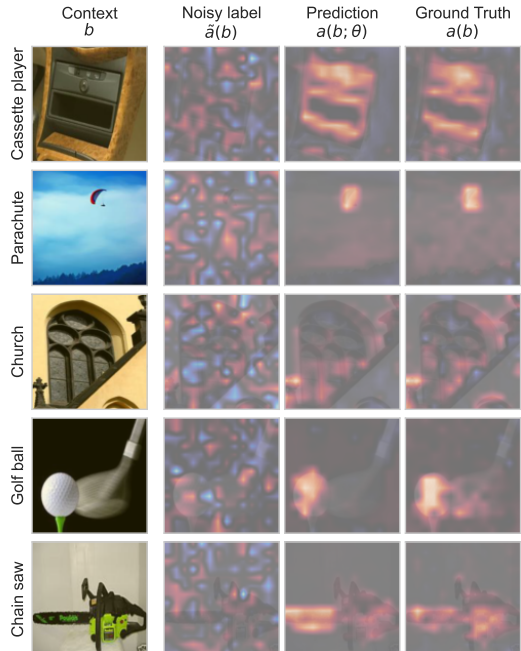 Context
b
Noisy label
ã(b)
Prediction
a(b; θ)
Ground Truth
a(b)
Cassette player
Parachute
Church
Golf ball
Chain saw